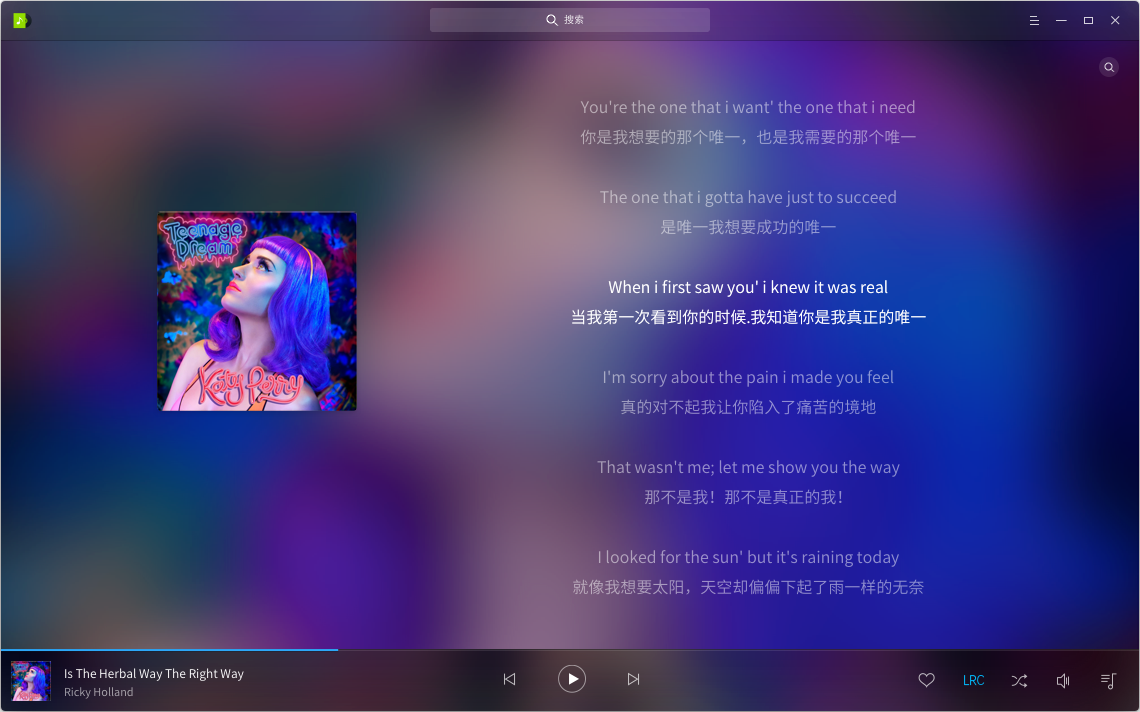 搜索
You're the one that i want' the one that i need
你是我想要的那个唯一，也是我需要的那个唯一
The one that i gotta have just to succeed
是唯一我想要成功的唯一
When i first saw you' i knew it was real
当我第一次看到你的时候.我知道你是我真正的唯一
I'm sorry about the pain i made you feel
真的对不起我让你陷入了痛苦的境地
That wasn't me; let me show you the way
那不是我！那不是真正的我！
I looked for the sun' but it's raining today
就像我想要太阳，天空却偏偏下起了雨一样的无奈
Teenage
Dream
Katy Perry
Is The Herbal Way The Right Way
Ricky Holland
LRC